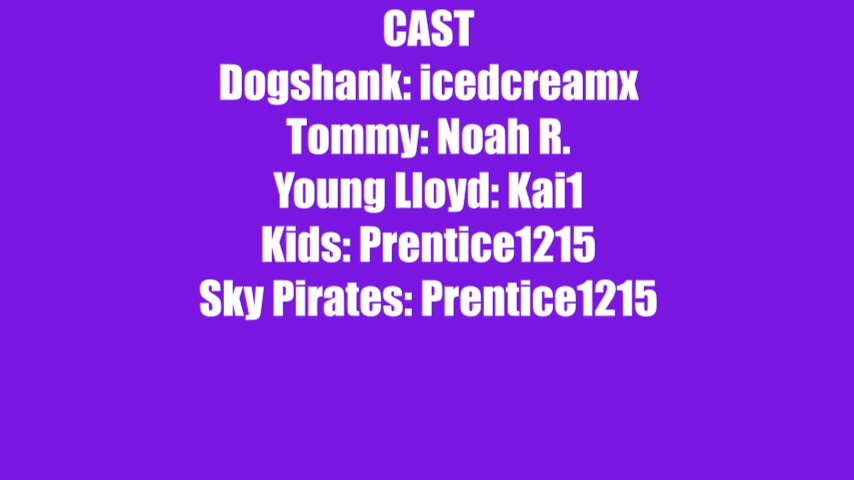 CAST
Dogshank: icedcreamx
Tommy: Noah R.
Young Lloyd: Kai1
Kids: Prentice1215
Sky Pirates: Prentice1215